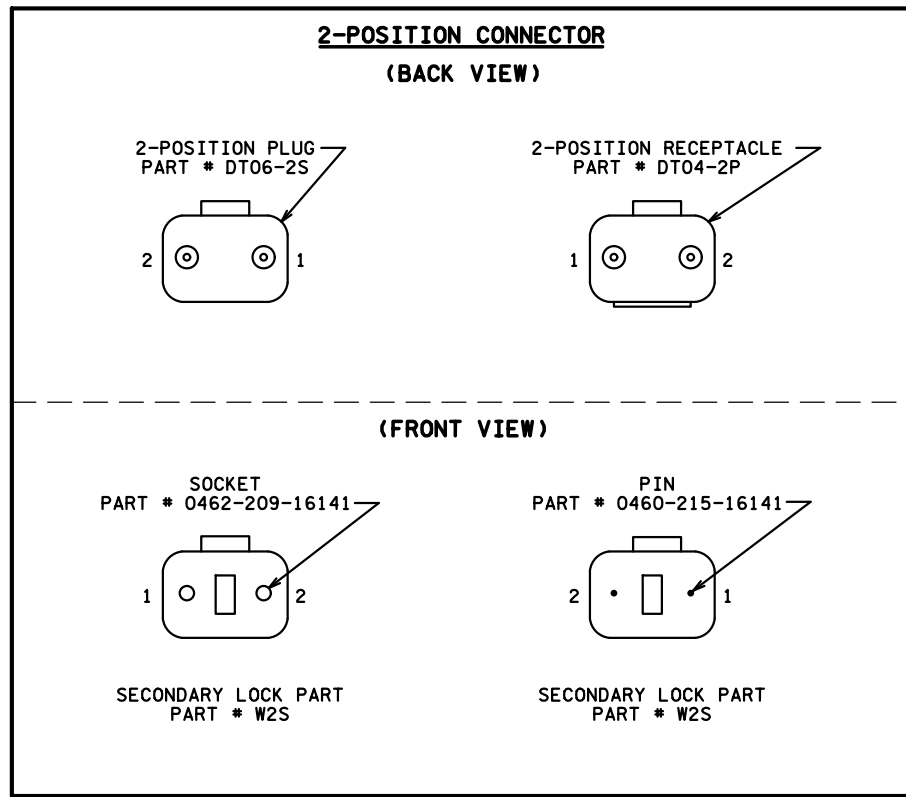 2-POSITION CONNECTOR
(BACK VIEW)
2-POSITION PLUG
PART # DT06-2S
2 1
2-POSITION RECEPTACLE
PART # DT04-2P
1 2
(FRONT VIEW)
SOCKET
PART # 0462-209-16141
1 2
SECONDARY LOCK PART
PART # W2S
PIN
PART # 0460-215-16141
2 1
SECONDARY LOCK PART
PART # W2S